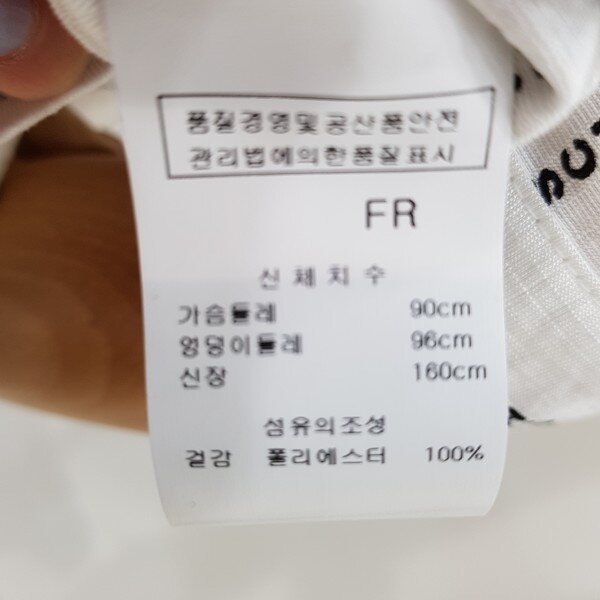 품질경영및공산품안전
관리법에의한품질표시
FR
신체치수
가슴둘레 90cm
엉덩이둘레 96cm
신장 160cm
섬유의조성
겉감 폴리에스터 100%